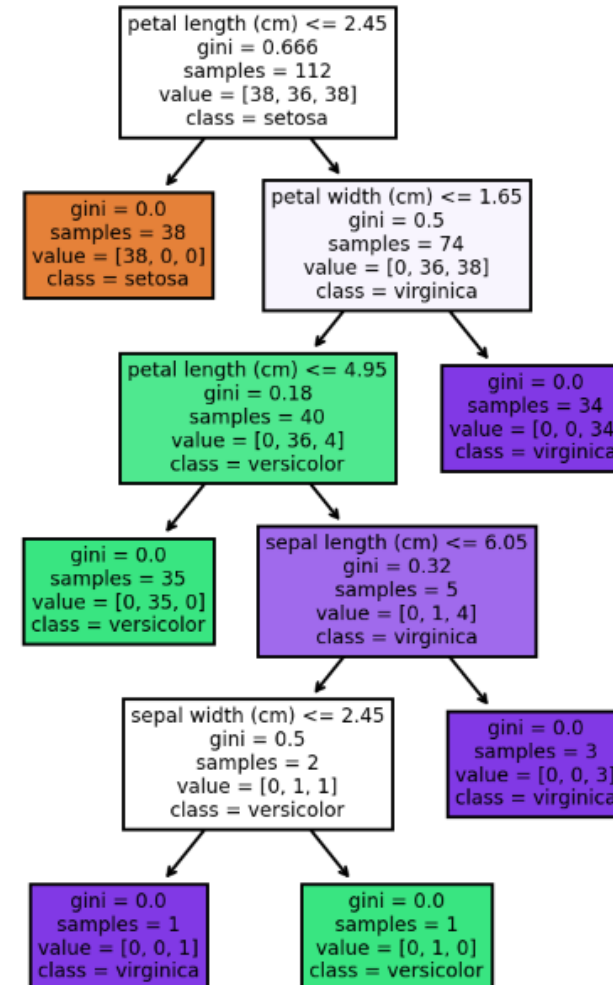 petal length (cm) <= 2.45
gini = 0.666
samples = 112
value = [38, 36, 38]
class = setosa
gini = 0.0
samples = 38
value = [38, 0, 0]
class = setosa
petal width (cm) <= 1.65
gini = 0.5
samples = 74
value = [0, 36, 38]
class = virginica
petal length (cm) <= 4.95
gini = 0.18
samples = 40
value = [0, 36, 4]
class = versicolor
gini = 0.0
samples = 34
value = [0, 0, 34]
class = virginica
gini = 0.0
samples = 35
value = [0, 35, 0]
class = versicolor
sepal length (cm) <= 6.05
gini = 0.32
samples = 5
value = [0, 1, 4]
class = virginica
sepal width (cm) <= 2.45
gini = 0.5
samples = 2
value = [0, 1, 1]
class = versicolor
gini = 0.0
samples = 3
value = [0, 0, 3]
class = virginica
gini = 0.0
samples = 1
value = [0, 0, 1]
class = virginica
gini = 0.0
samples = 1
value = [0, 1, 0]
class = versicolor